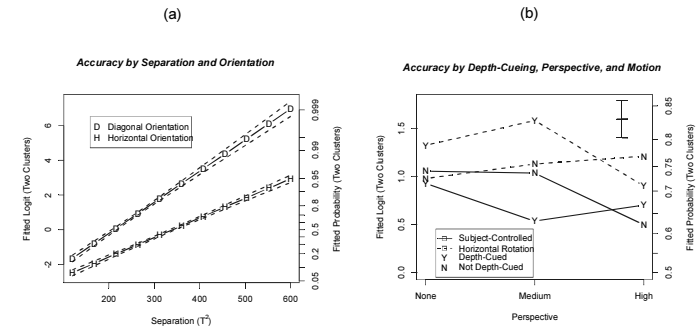 (a)
Accuracy by Separation and Orientation
D Diagonal Orientation
H Horizontal Orientation
Fitted Logit (Two Clusters)
6
4
2
0
-2
0.999
0.99
0.95
0.8
0.5
0.2
0.05
Fitted Probability (Two Clusters)
200
300
400
500
600
Separation (T²)
(b)
Accuracy by Depth-Cueing, Perspective, and Motion
Fitted Logit (Two Clusters)
1.5
1.0
0.5
0.0
0.85
0.8
0.75
0.7
0.6
0.5
Fitted Probability (Two Clusters)
Subject-Controlled
Horizontal Rotation
Y Depth-Cued
N Not Depth-Cued
None
Medium
High
Perspective